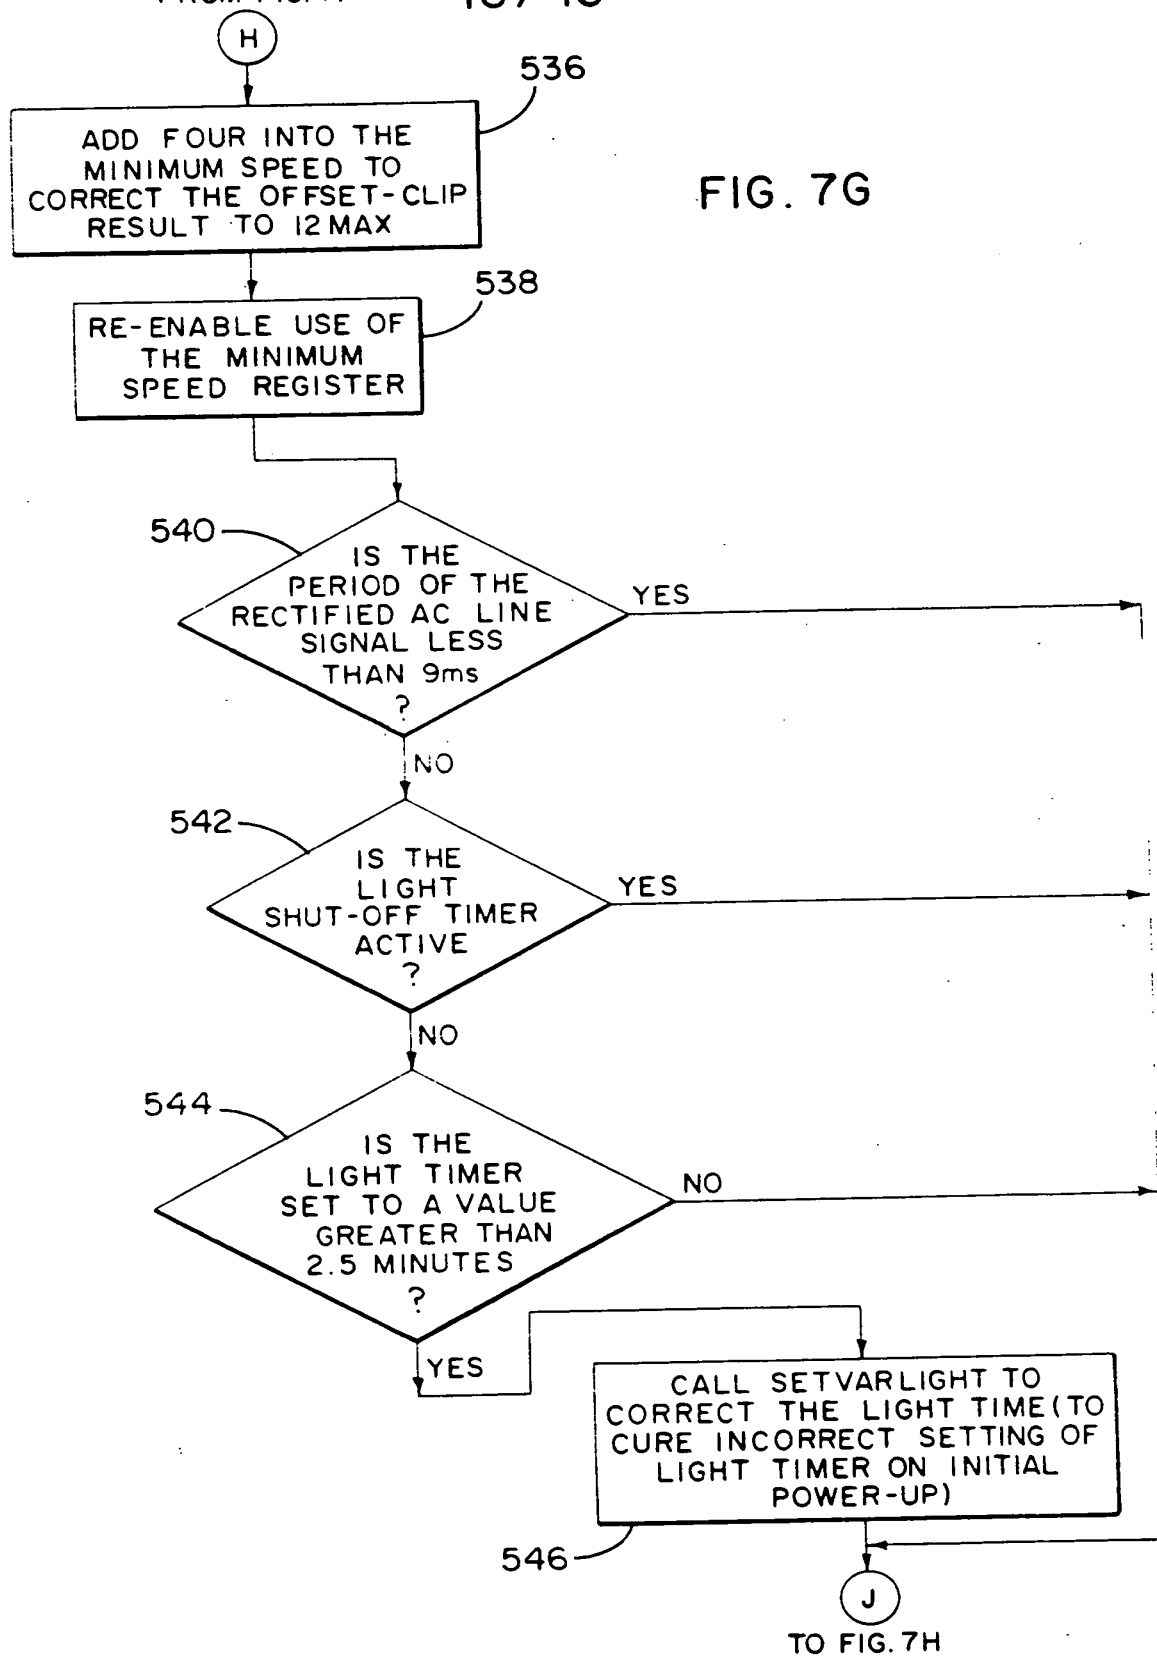 H
536
ADD FOUR INTO THE
MINIMUM SPEED TO
CORRECT THE OFFSET-CLIP
RESULT TO 12 MAX
FIG. 7G
538
RE-ENABLE USE OF
THE MINIMUM
SPEED REGISTER
540
IS THE
PERIOD OF THE
RECTIFIED AC LINE
SIGNAL LESS
THAN 9ms
?
YES
NO
542
IS THE
LIGHT
SHUT-OFF TIMER
ACTIVE
?
YES
NO
544
IS THE
LIGHT TIMER
SET TO A VALUE
GREATER THAN
2.5 MINUTES
?
NO
YES
CALL SETVARLIGHT TO
CORRECT THE LIGHT TIME(TO
CURE INCORRECT SETTING OF
LIGHT TIMER ON INITIAL
POWER-UP)
546
J
TO FIG. 7H